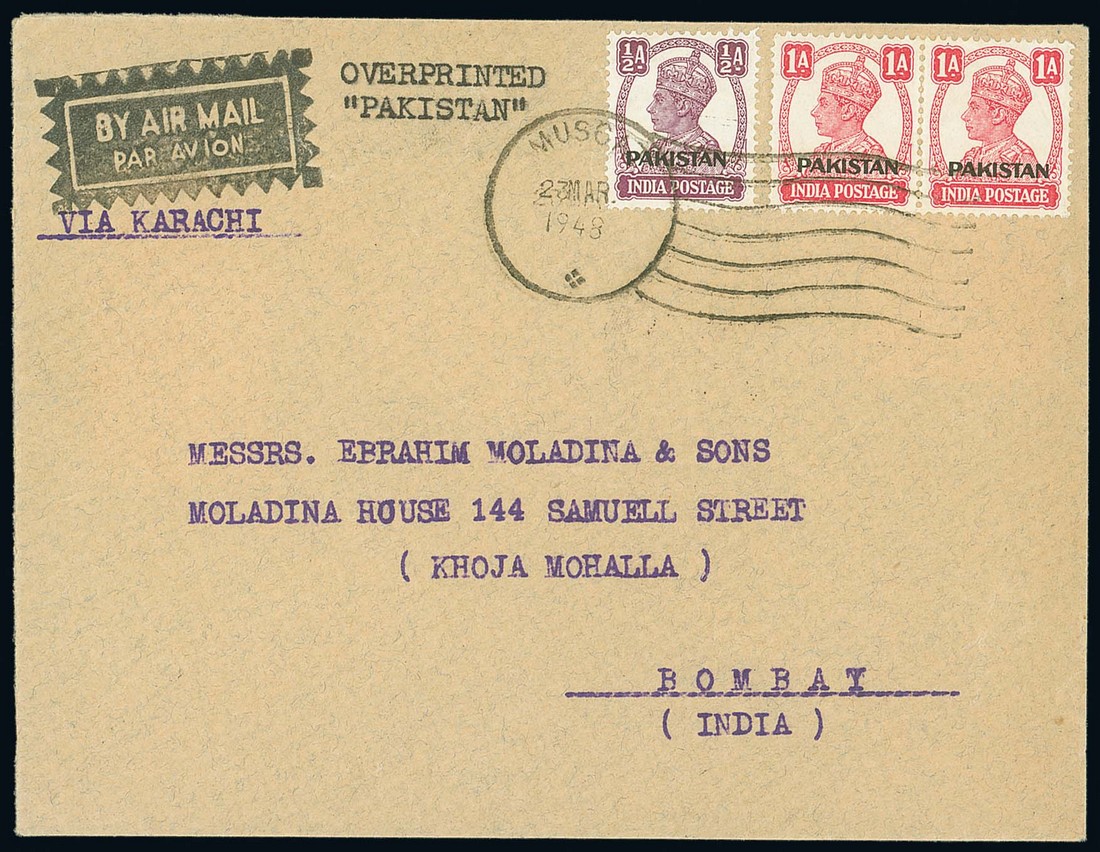 BY AIR MAIL
PAR AVION
VIA KARACHI
OVERPRINTED
"PAKISTAN"
½A ½A
PAKISTAN
INDIA POSTAGE
1A 1A
PAKISTAN
INDIA POSTAGE
1A 1A
PAKISTAN
INDIA POSTAGE
23MAR
1948
MESSRS. EBRAHIM MOLADINA & SONS
MOLADINA HOUSE 144 SAMUELL STREET
( KHOJA MOHALLA )
BOMBAY
( INDIA )